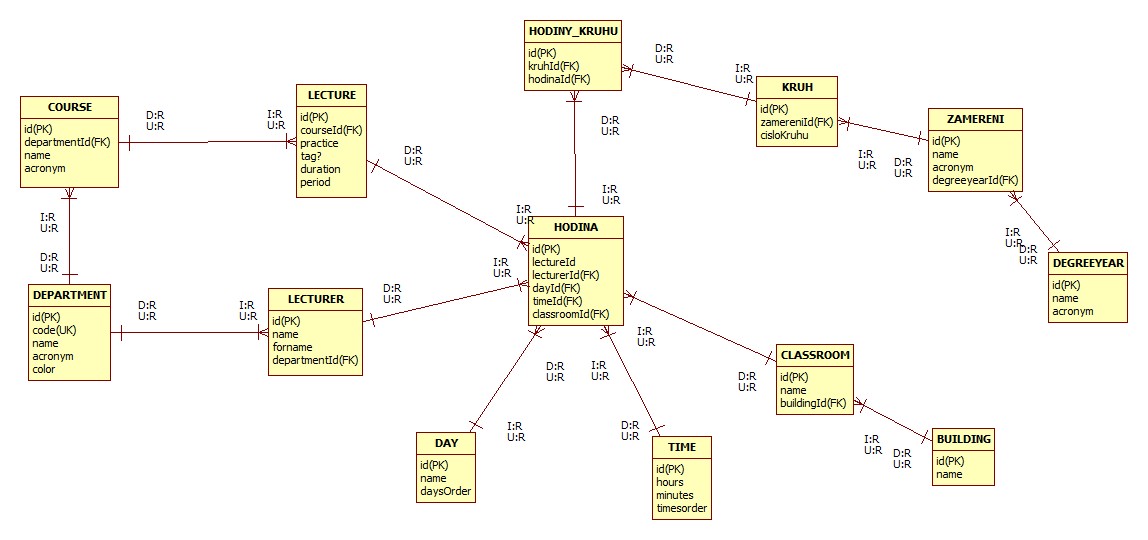 HODINY_KRUHU
id(PK)
kruhId(FK)
hodinaId(FK)
D:R
U:R
I:R
U:R
KRUH
id(PK)
zamereniId(FK)
cisloKruhu
I:R
U:R
D:R
U:R
ZAMERENI
id(PK)
name
acronym
degreeyearId(FK)
I:R
U:R
D:R
U:R
DEGREEYEAR
id(PK)
name
acronym
COURSE
id(PK)
departmentId(FK)
name
acronym
D:R
U:R
I:R
U:R
LECTURE
id(PK)
courseId(FK)
practice
tag?
duration
period
D:R
U:R
I:R
U:R
D:R
U:R
I:R
U:R
HODINA
id(PK)
lectureId
lecturerId(FK)
dayId(FK)
timeId(FK)
classroomId(FK)
I:R
U:R
D:R
U:R
DEPARTMENT
id(PK)
code(UK)
name
acronym
color
D:R
U:R
I:R
U:R
LECTURER
id(PK)
name
forname
departmentId(FK)
D:R
U:R
I:R
U:R
D:R
U:R
I:R
U:R
DAY
id(PK)
name
daysOrder
I:R
U:R
D:R
U:R
TIME
id(PK)
hours
minutes
timesorder
I:R
U:R
D:R
U:R
CLASSROOM
id(PK)
name
buildingId(FK)
I:R
U:R
D:R
U:R
BUILDING
id(PK)
name